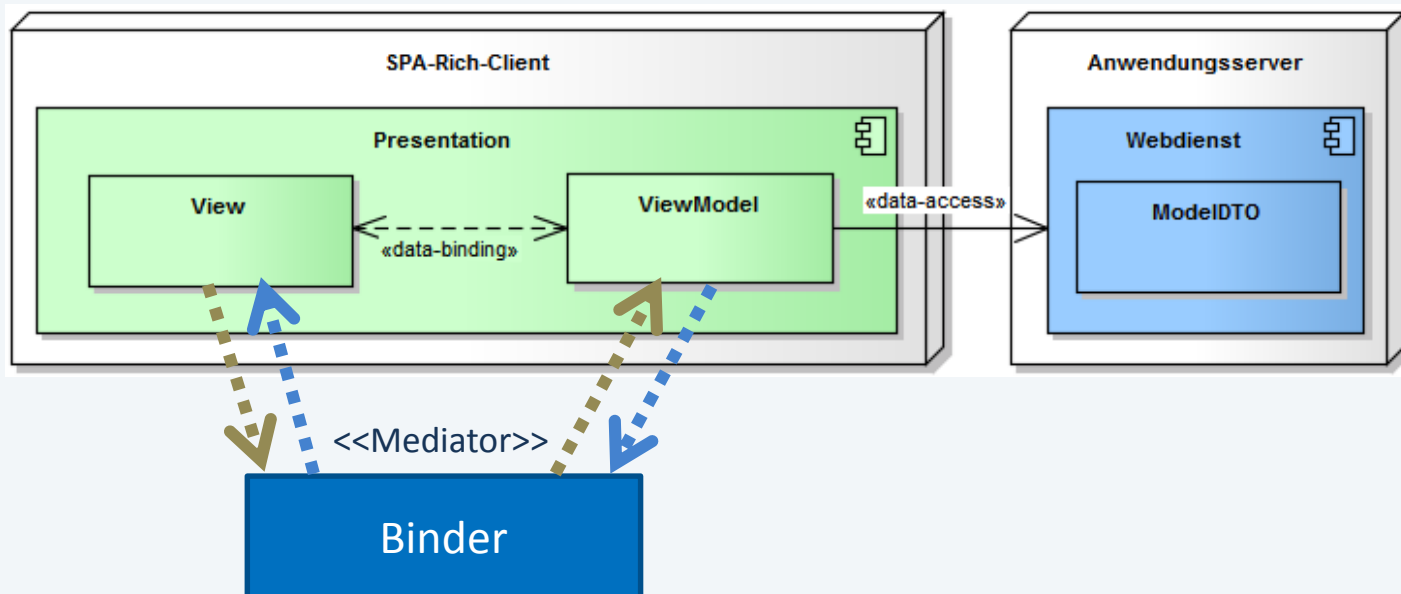 SPA-Rich-Client
Anwendungsserver
Presentation
Webdienst
View
ViewModel
«data-access»
ModelDTO
«data-binding»
<<Mediator>>
Binder